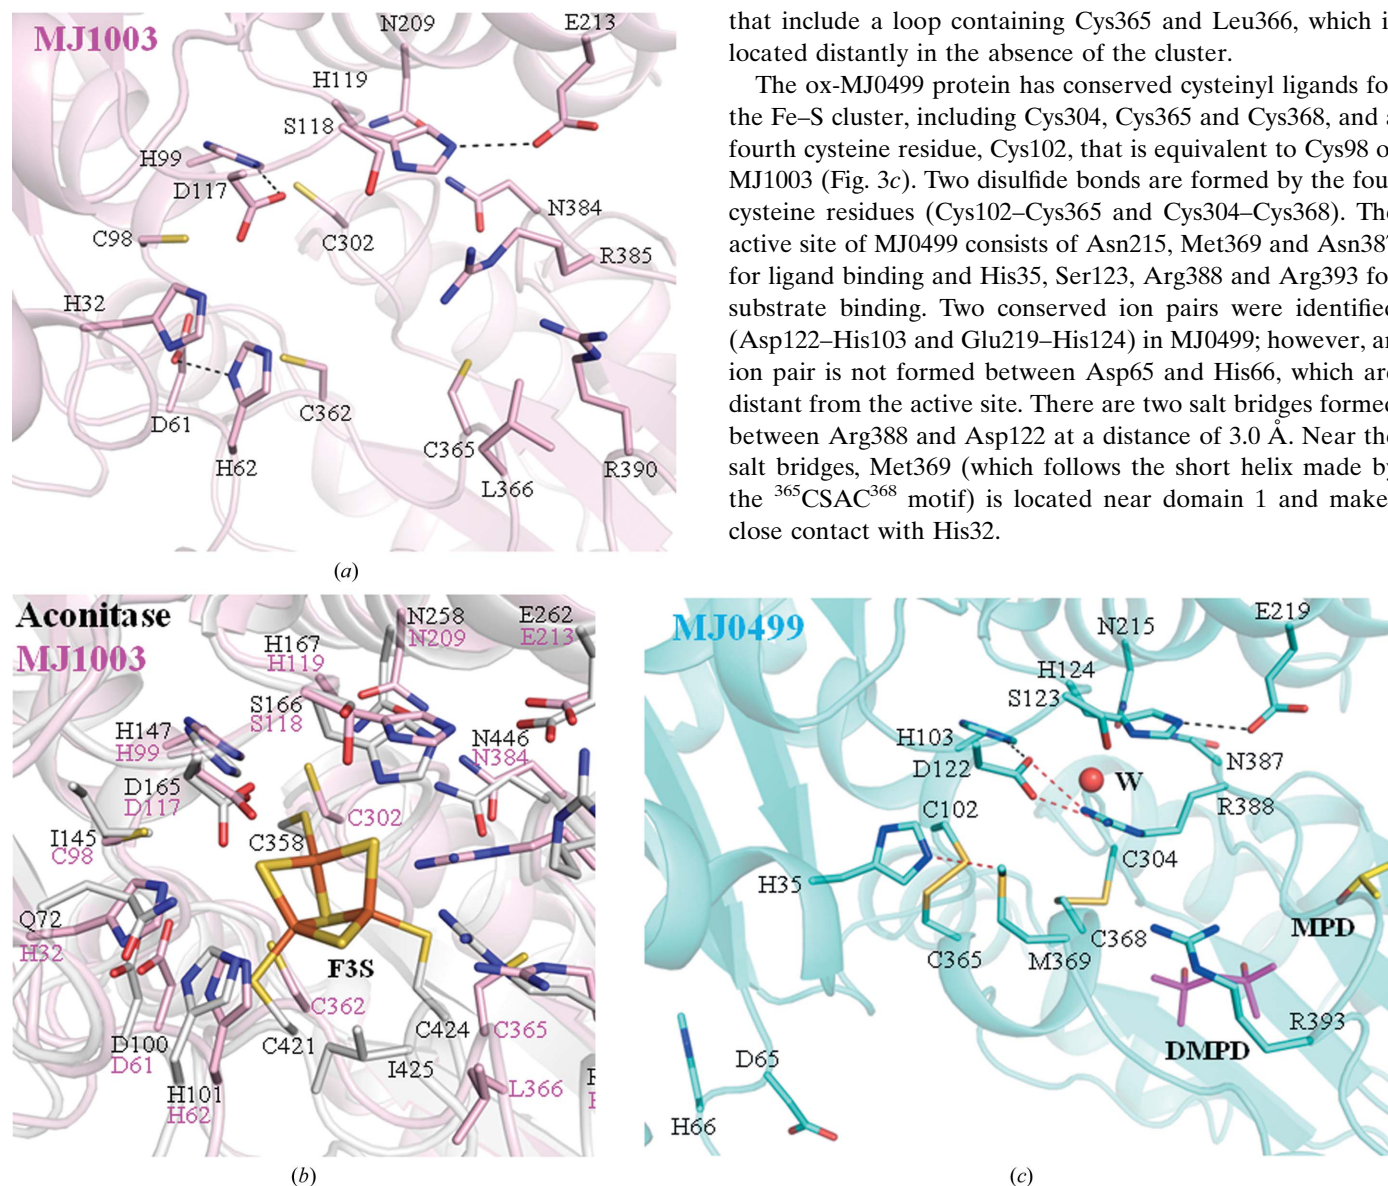 MJ1003
N209
E213
H119
S118
H99
D117
N384
C98
C302
R385
H32
D61
C362
H62
C365
L366
R390
(a)
that include a loop containing Cys365 and Leu366, which
located distantly in the absence of the cluster.
The ox-MJ0499 protein has conserved cysteinyl ligands
the Fe–S cluster, including Cys304, Cys365 and Cys368, and
fourth cysteine residue, Cys102, that is equivalent to Cys98
MJ1003 (Fig. 3c). Two disulfide bonds are formed by the
cysteine residues (Cys102–Cys365 and Cys304–Cys368).
active site of MJ0499 consists of Asn215, Met369 and
for ligand binding and His35, Ser123, Arg388 and Arg393
substrate binding. Two conserved ion pairs were identified
(Asp122–His103 and Glu219–His124) in MJ0499; however,
ion pair is not formed between Asp65 and His66, which
distant from the active site. There are two salt bridges formed
between Arg388 and Asp122 at a distance of 3.0 Å. Near
salt bridges, Met369 (which follows the short helix made
the ³⁶⁵CSAC³⁶⁸ motif) is located near domain 1 and
close contact with His32.
Aconitase
MJ1003
N258
N209
E262
E213
H167
H119
S166
S118
H147
H99
N446
N384
D165
D117
C302
I145
C98
C358
Q72
H32
F3S
C362
C424
C365
D100
D61
C421
I425
H101
H62
L366
(b)
MJ0499
N215
E219
H124
S123
H103
D122
N387
W
R388
C102
C304
H35
MPD
C368
C365
M369
R393
DMPD
D65
H66
(c)